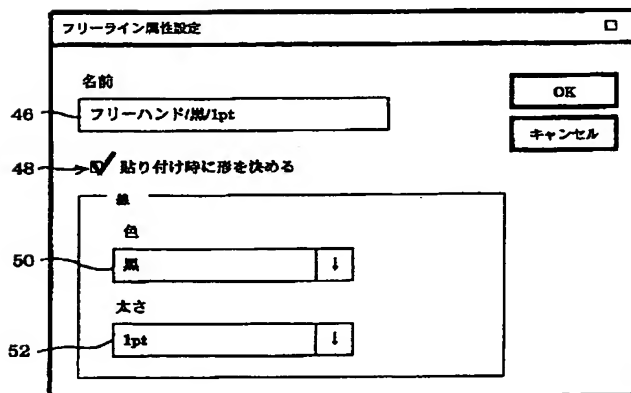 フリーライン属性設定
名前
OK
46
フリーハンド/黒/1pt
キャンセル
48
貼り付け時に形を決める
線
色
50
黒
↓
太さ
52
1pt
↓